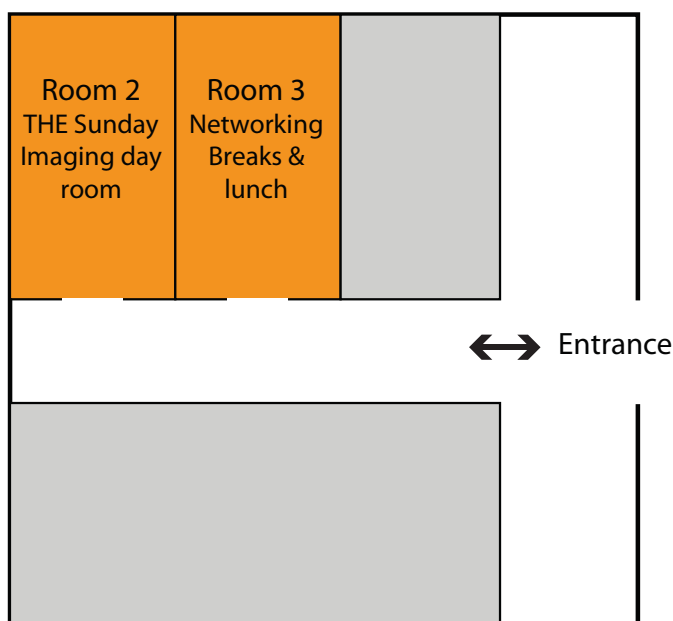 Room 2
THE Sunday
Imaging day
room
Room 3
Networking
Breaks &
lunch
Entrance